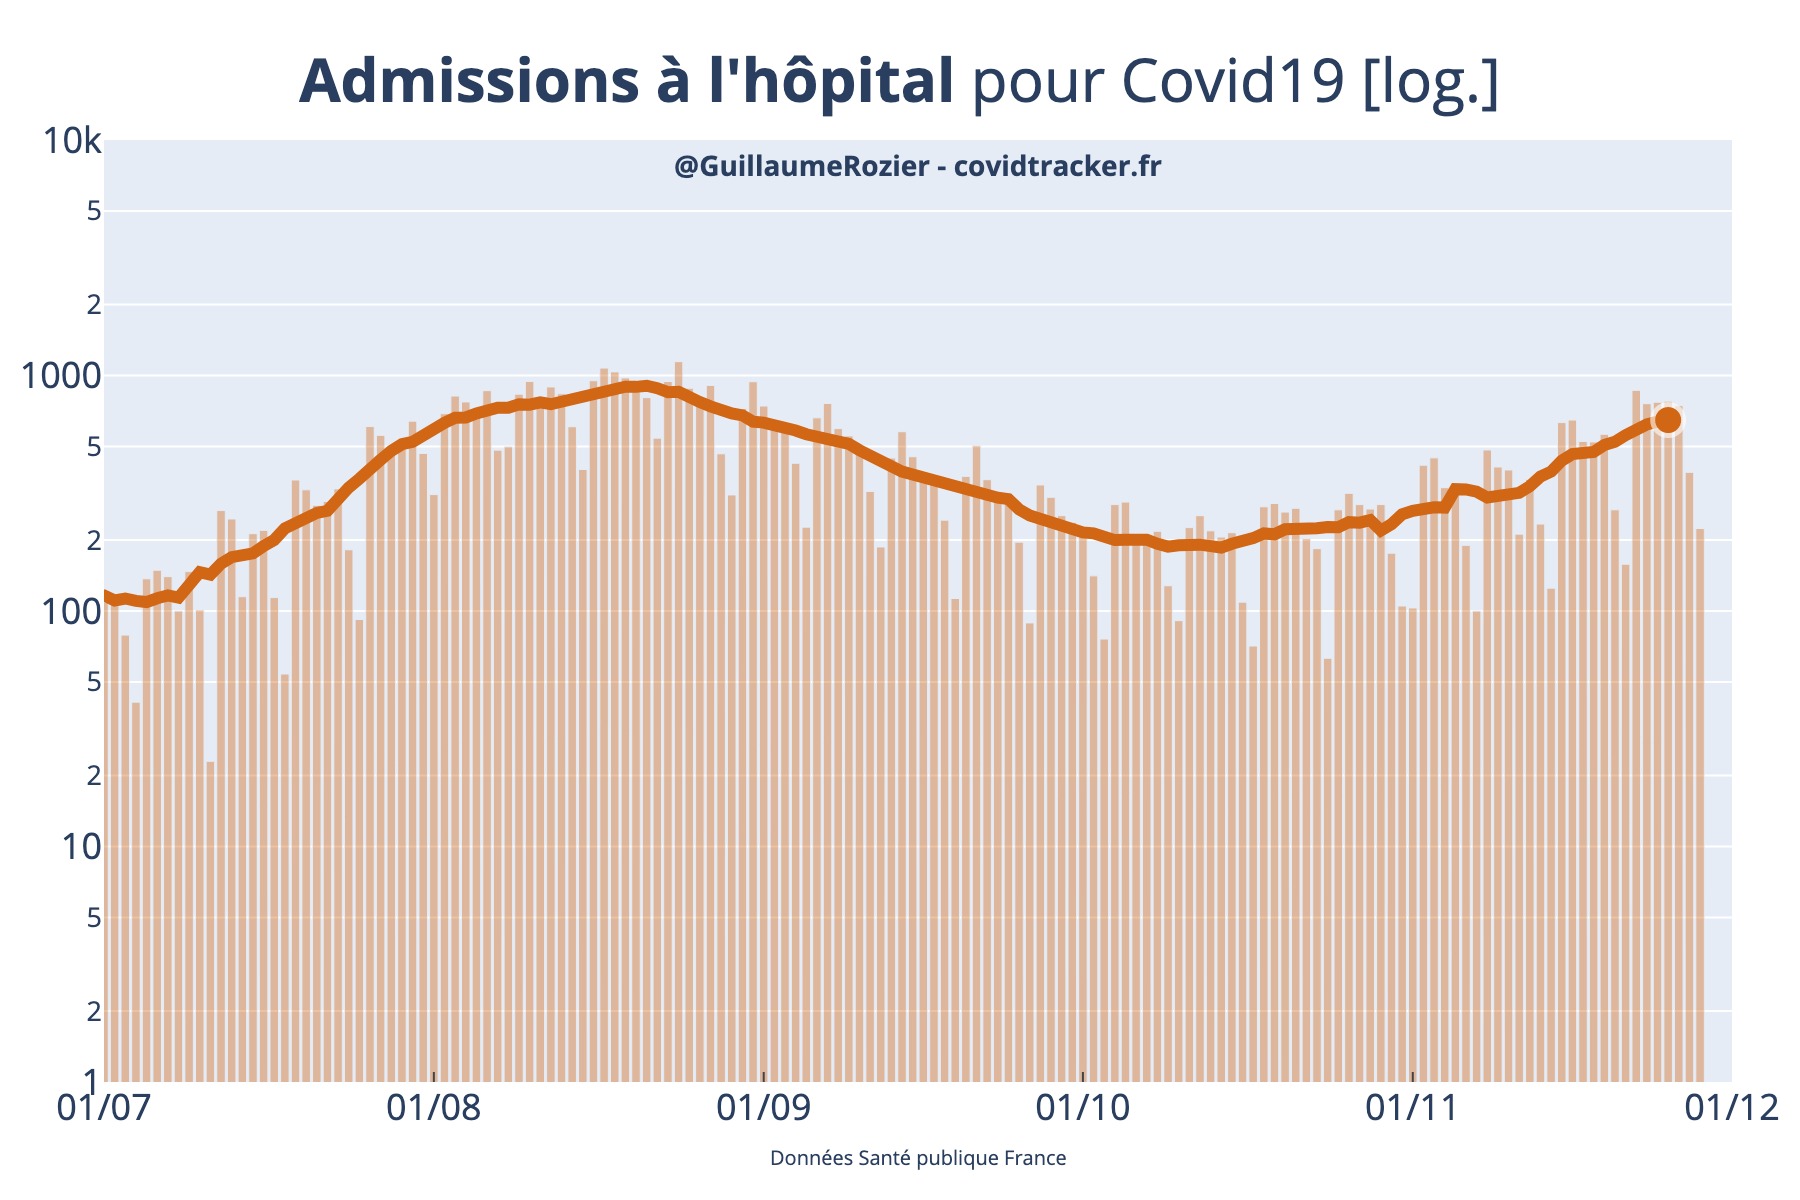 Admissions à l'hôpital pour Covid19 [log.]
@GuillaumeRozier - covidtracker.fr
10k
5
2
1000
5
2
100
5
2
10
5
2
1
01/07 01/08 01/09 01/10 01/11 01/12
Données Santé publique France